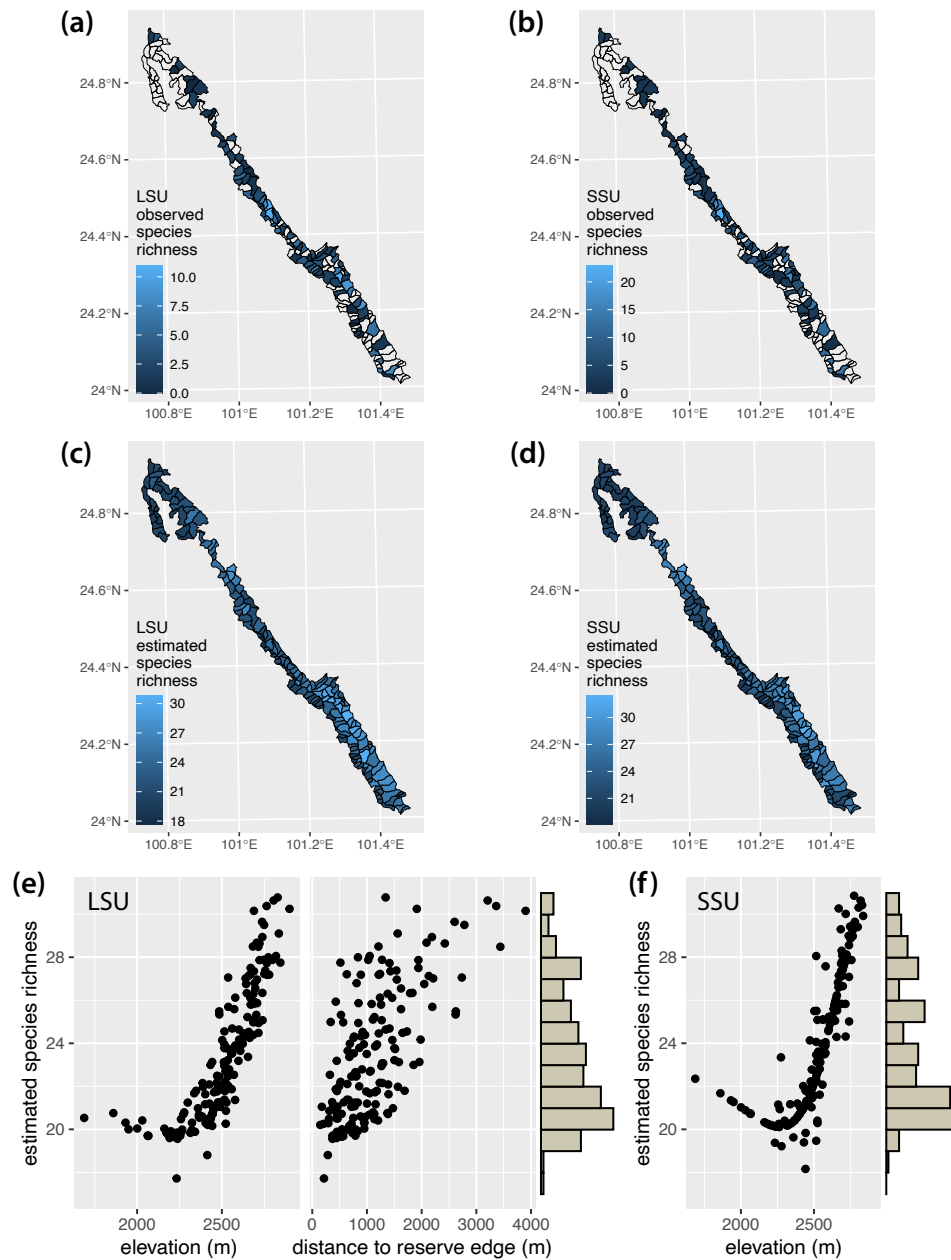 (a)
(b)
24.8°N
24.6°N
24.4°N
24.2°N
24°N
LSU
observed
species
richness
10.0
7.5
5.0
2.5
0.0
100.8°E 101°E 101.2°E 101.4°E
24.8°N
24.6°N
24.4°N
24.2°N
24°N
SSU
observed
species
richness
20
15
10
5
0
100.8°E 101°E 101.2°E 101.4°E
(c)
(d)
24.8°N
24.6°N
24.4°N
24.2°N
24°N
LSU
estimated
species
richness
30
27
24
21
18
100.8°E 101°E 101.2°E 101.4°E
24.8°N
24.6°N
24.4°N
24.2°N
24°N
SSU
estimated
species
richness
30
27
24
21
100.8°E 101°E 101.2°E 101.4°E
(e)
LSU
estimated species richness
28
24
20
2000 2500
elevation (m)
0 1000 2000 3000 4000
distance to reserve edge (m)
(f)
SSU
estimated species richness
28
24
20
2000 2500
elevation (m)